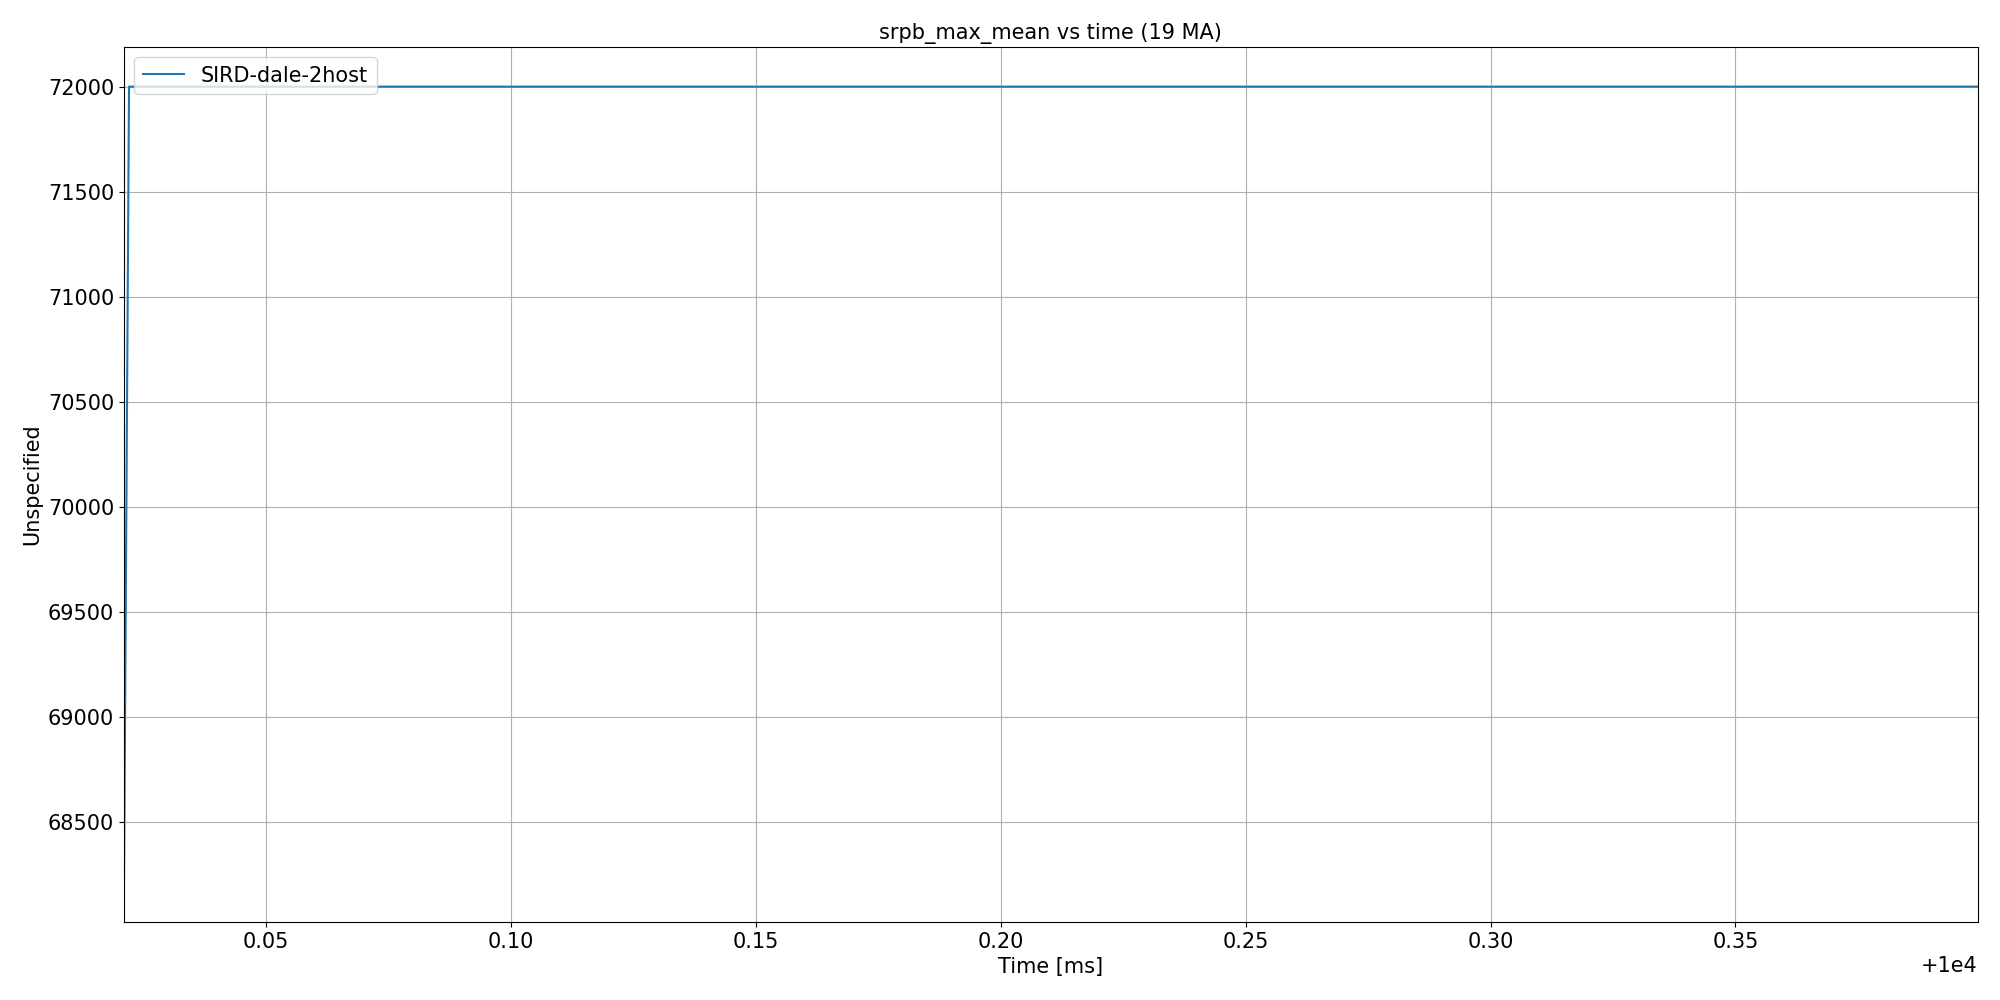 srpb_max_mean vs time (19 MA)
SIRD-dale-2host
72000
71500
71000
70500
70000
69500
69000
68500
Unspecified
0.05 0.10 0.15 0.20 0.25 0.30 0.35
Time [ms]
+1e4